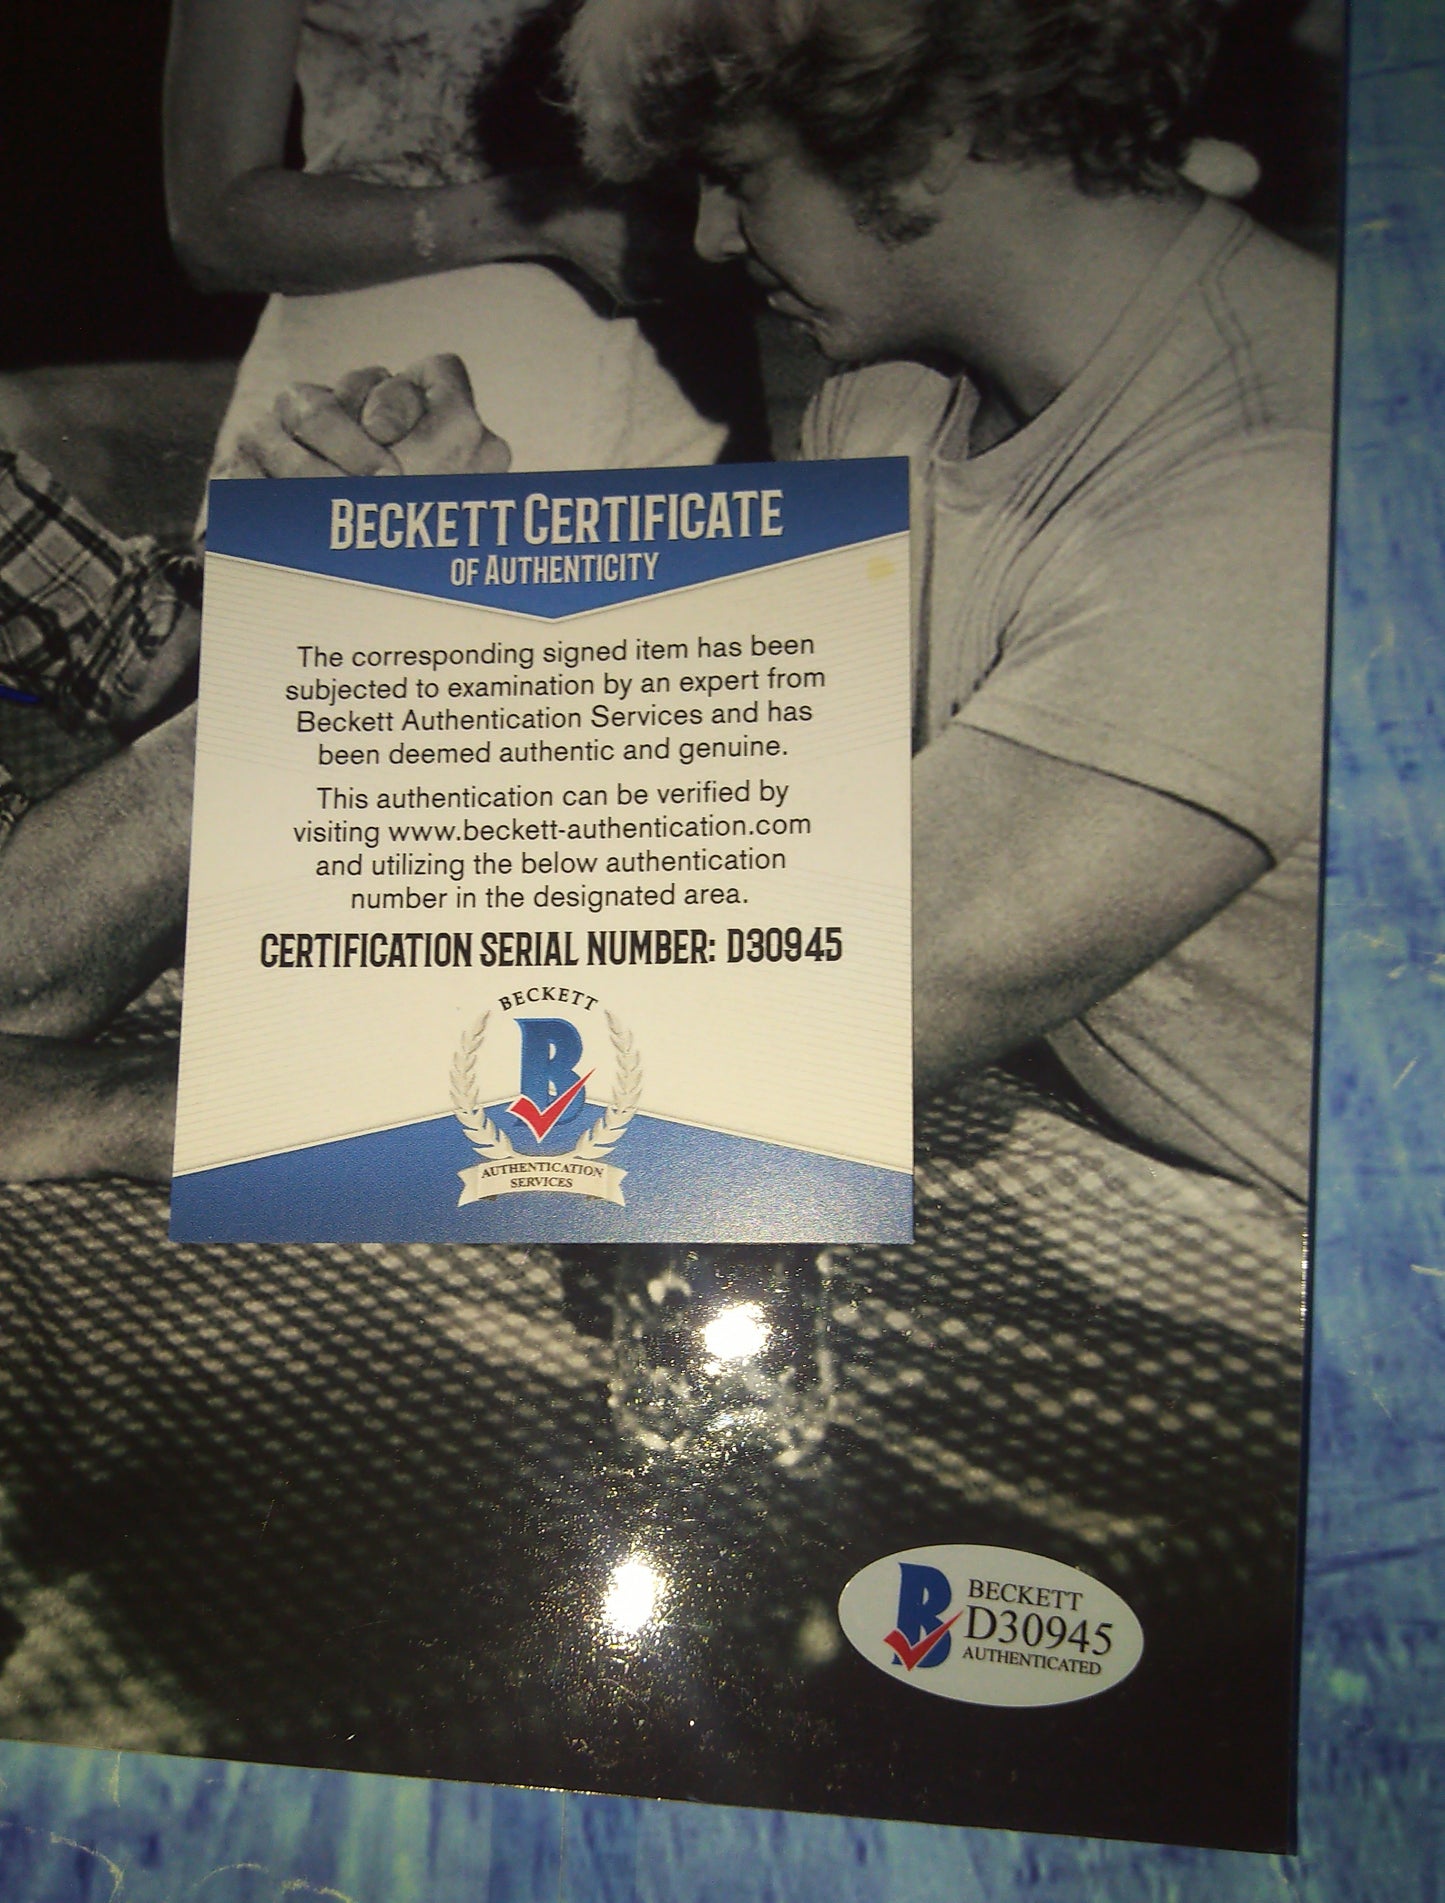 BECKETT CERTIFICATE
OF AUTHENTICITY
The corresponding signed item has been
subjected to examination by an expert from
Beckett Authentication Services and has
been deemed authentic and genuine.
This authentication can be verified by
visiting www.beckett-authentication.com
and utilizing the below authentication
number in the designated area.
CERTIFICATION SERIAL NUMBER: D30945
BECKETT
B
AUTHENTICATION
SERVICES
B
BECKETT
D30945
AUTHENTICATED